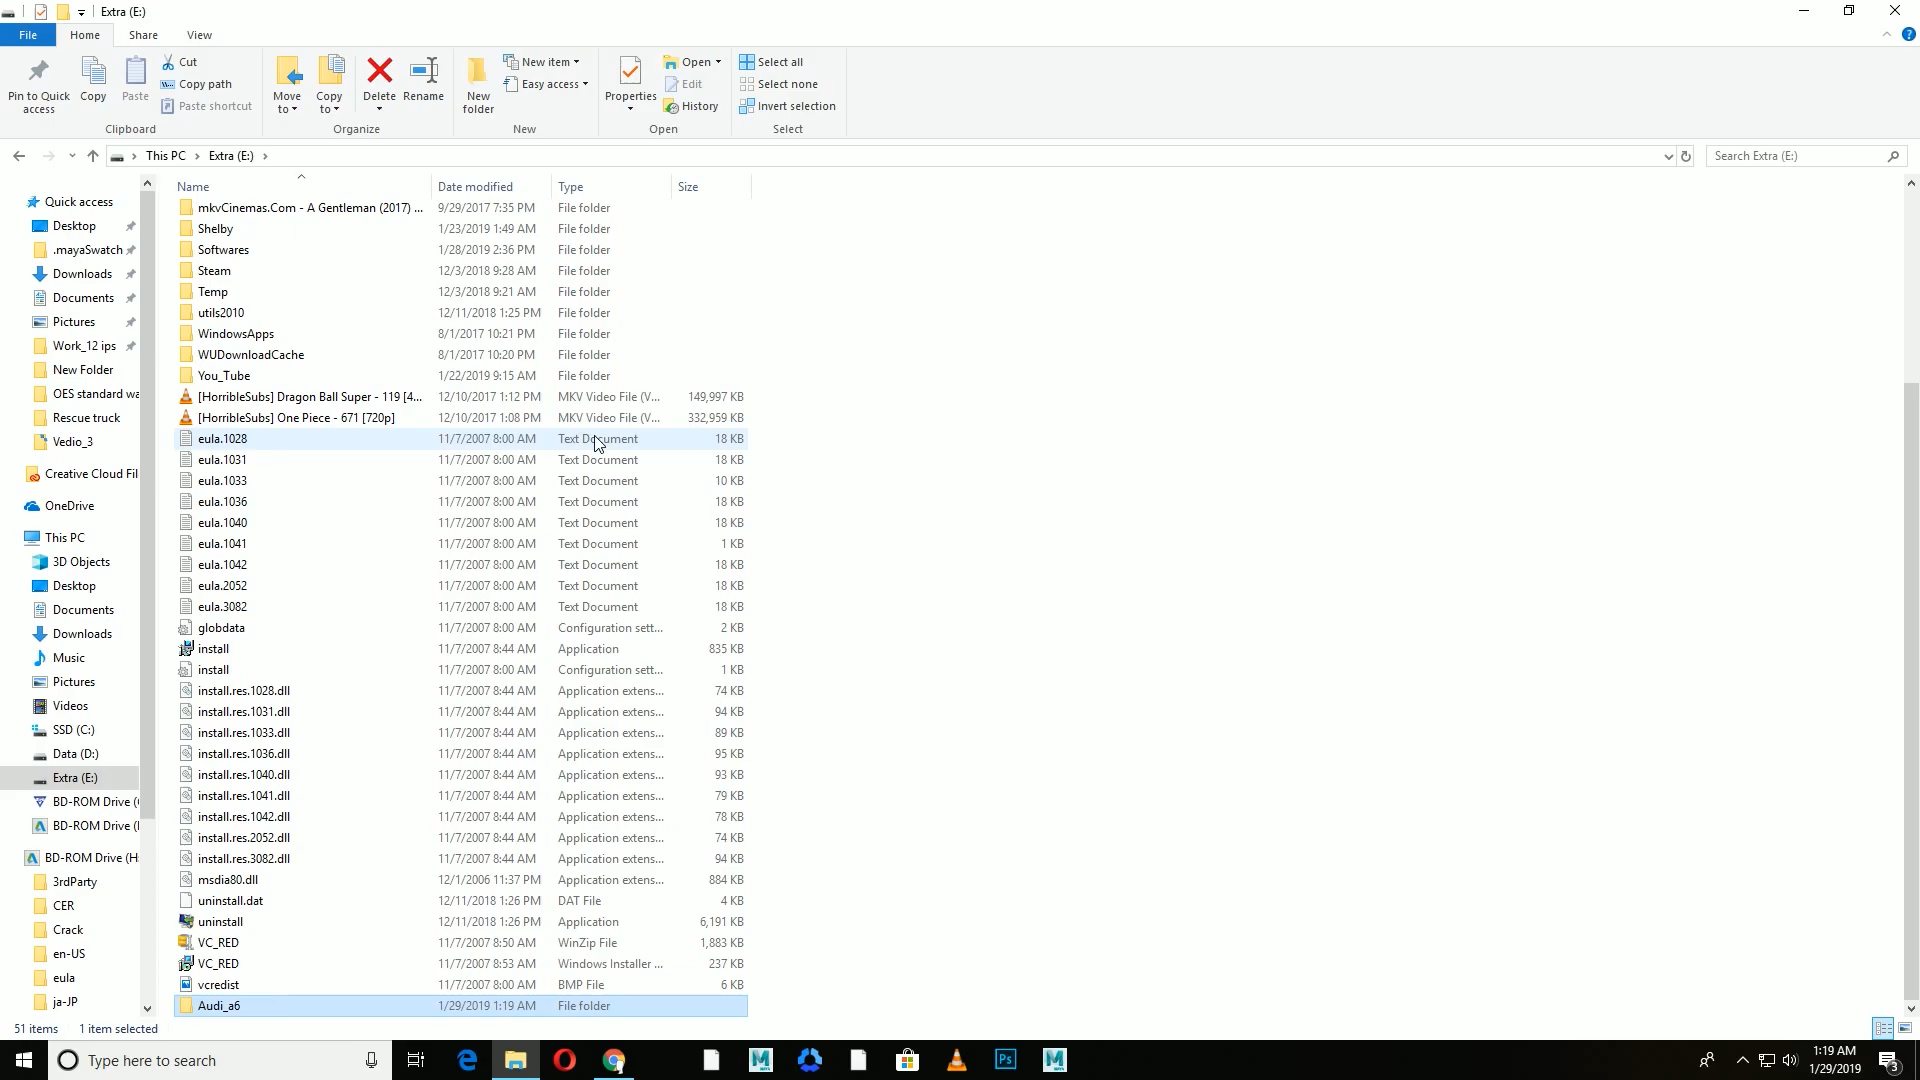 Extra (E:)
File Home Share View
Pin to Quick access
Copy
Paste
Cut
Copy path
Paste shortcut
Clipboard
Move to
Copy to
Delete
Rename
Organize
New folder
New item
Easy access
New
Properties
Open
Edit
History
Open
Select all
Select none
Invert selection
Select
This PC Extra (E:)
Search Extra (E:)
Quick access
Desktop
.mayaSwatch
Downloads
Documents
Pictures
Work_12 ips
New Folder
OES standard wa
Rescue truck
Vedio_3
Creative Cloud Fil
OneDrive
This PC
3D Objects
Desktop
Documents
Downloads
Music
Pictures
Videos
SSD (C:)
Data (D:)
Extra (E:)
BD-ROM Drive (
BD-ROM Drive (
BD-ROM Drive (H
3rdParty
CER
Crack
en-US
eula
ja-JP
Name Date modified Type Size
mkvCinemas.Com - A Gentleman (2017) ... 9/29/2017 7:35 PM File folder
Shelby 1/23/2019 1:49 AM File folder
Softwares 1/28/2019 2:36 PM File folder
Steam 12/3/2018 9:28 AM File folder
Temp 12/3/2018 9:21 AM File folder
utils2010 12/11/2018 1:25 PM File folder
WindowsApps 8/1/2017 10:21 PM File folder
WUDownloadCache 8/1/2017 10:20 PM File folder
You_Tube 1/22/2019 9:15 AM File folder
[HorribleSubs] Dragon Ball Super - 119 [4... 12/10/2017 1:12 PM MKV Video File (V... 149,997 KB
[HorribleSubs] One Piece - 671 [720p] 12/10/2017 1:08 PM MKV Video File (V... 332,959 KB
eula.1028 11/7/2007 8:00 AM Text Document 18 KB
eula.1031 11/7/2007 8:00 AM Text Document 18 KB
eula.1033 11/7/2007 8:00 AM Text Document 10 KB
eula.1036 11/7/2007 8:00 AM Text Document 18 KB
eula.1040 11/7/2007 8:00 AM Text Document 18 KB
eula.1041 11/7/2007 8:00 AM Text Document 1 KB
eula.1042 11/7/2007 8:00 AM Text Document 18 KB
eula.2052 11/7/2007 8:00 AM Text Document 18 KB
eula.3082 11/7/2007 8:00 AM Text Document 18 KB
globdata 11/7/2007 8:00 AM Configuration sett... 2 KB
install 11/7/2007 8:44 AM Application 835 KB
install 11/7/2007 8:00 AM Configuration sett... 1 KB
install.res.1028.dll 11/7/2007 8:44 AM Application extens... 74 KB
install.res.1031.dll 11/7/2007 8:44 AM Application extens... 94 KB
install.res.1033.dll 11/7/2007 8:44 AM Application extens... 89 KB
install.res.1036.dll 11/7/2007 8:44 AM Application extens... 95 KB
install.res.1040.dll 11/7/2007 8:44 AM Application extens... 93 KB
install.res.1041.dll 11/7/2007 8:44 AM Application extens... 79 KB
install.res.1042.dll 11/7/2007 8:44 AM Application extens... 78 KB
install.res.2052.dll 11/7/2007 8:44 AM Application extens... 74 KB
install.res.3082.dll 11/7/2007 8:44 AM Application extens... 94 KB
msdia80.dll 12/1/2006 11:37 PM Application extens... 884 KB
uninstall.dat 12/11/2018 1:26 PM DAT File 4 KB
uninstall 12/11/2018 1:26 PM Application 6,191 KB
VC_RED 11/7/2007 8:50 AM WinZip File 1,883 KB
VC_RED 11/7/2007 8:53 AM Windows Installer ... 237 KB
vcredist 11/7/2007 8:00 AM BMP File 6 KB
Audi_a6 1/29/2019 1:19 AM File folder
51 items 1 item selected
Type here to search
Ps
1:19 AM
1/29/2019
3